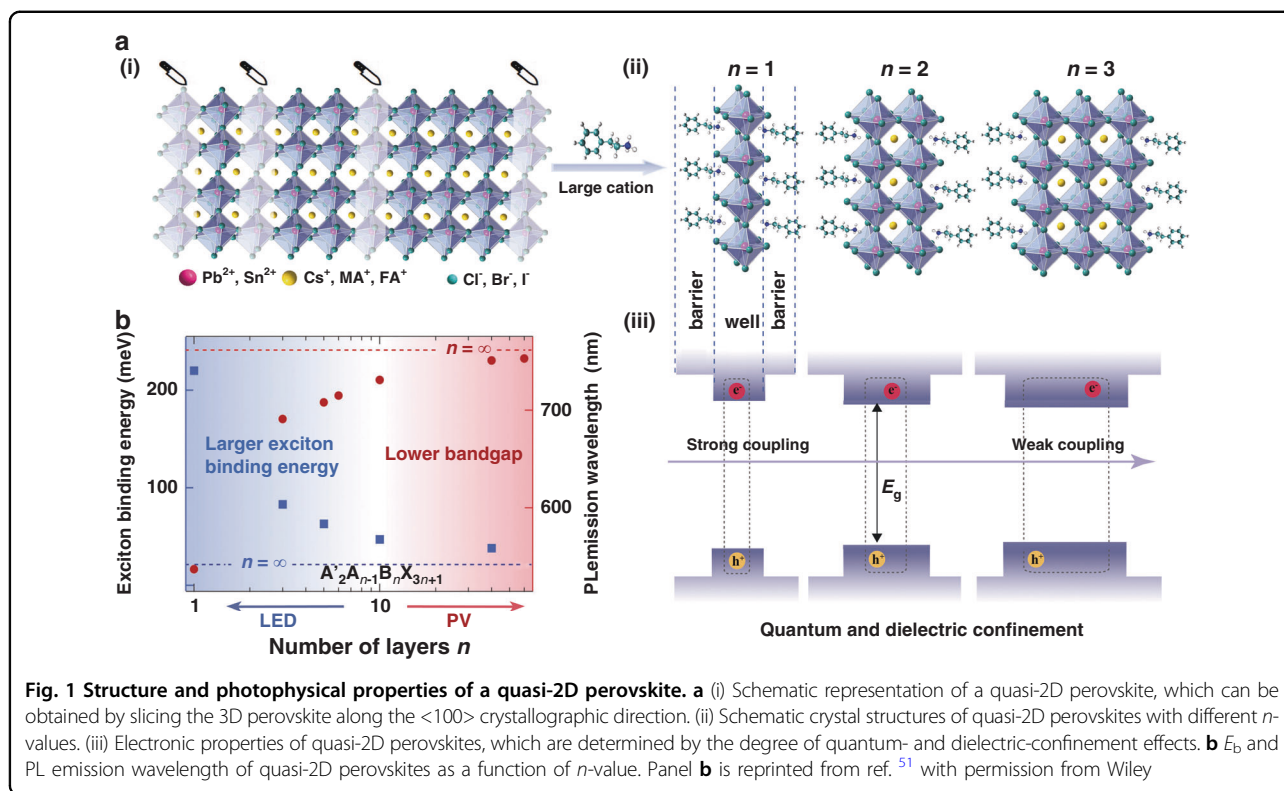 a
(i)
(ii)
n = 1
n = 2
n = 3
Large cation
Pb²⁺, Sn²⁺
Cs⁺, MA⁺, FA⁺
Cl⁻, Br⁻, I⁻
barrier
well
barrier
(iii)
e⁻
e⁻
e⁻
Strong coupling
Weak coupling
E_g
h⁺
h⁺
h⁺
Quantum and dielectric confinement
b
Exciton binding energy (meV)
200
100
0
n = ∞
Larger exciton
binding energy
Lower bandgap
n = ∞
A'₂Aₙ₋₁BₙX₃ₙ₊₁
700
600
PLemission wavelength (nm)
1
10
LED
PV
Number of layers n
Fig. 1 Structure and photophysical properties of a quasi-2D perovskite. a (i) Schematic representation of a quasi-2D perovskite, which can be
obtained by slicing the 3D perovskite along the <100> crystallographic direction. (ii) Schematic crystal structures of quasi-2D perovskites with different n-
values. (iii) Electronic properties of quasi-2D perovskites, which are determined by the degree of quantum- and dielectric-confinement effects. b E_b and
PL emission wavelength of quasi-2D perovskites as a function of n-value. Panel b is reprinted from ref. ⁵¹ with permission from Wiley